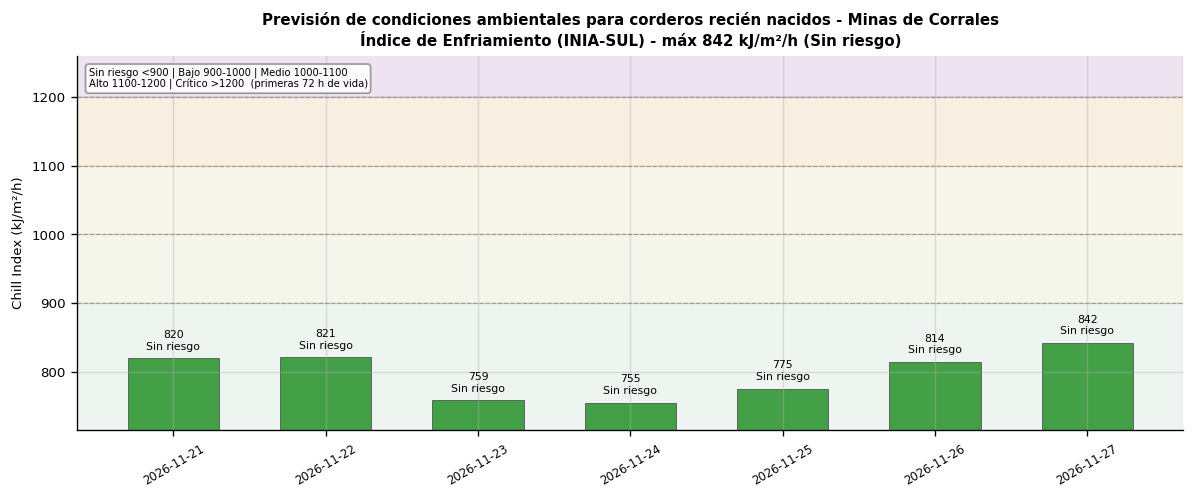 Previsión de condiciones ambientales para corderos recién nacidos - Minas de Corrales
Índice de Enfriamiento (INIA-SUL) - máx 842 kJ/m²/h (Sin riesgo)
Sin riesgo <900 | Bajo 900-1000 | Medio 1000-1100
Alto 1100-1200 | Crítico >1200  (primeras 72 h de vida)
Chill Index (kJ/m²/h)
1200
1100
1000
900
800
820
Sin riesgo
821
Sin riesgo
759
Sin riesgo
755
Sin riesgo
775
Sin riesgo
814
Sin riesgo
842
Sin riesgo
2026-11-21
2026-11-22
2026-11-23
2026-11-24
2026-11-25
2026-11-26
2026-11-27